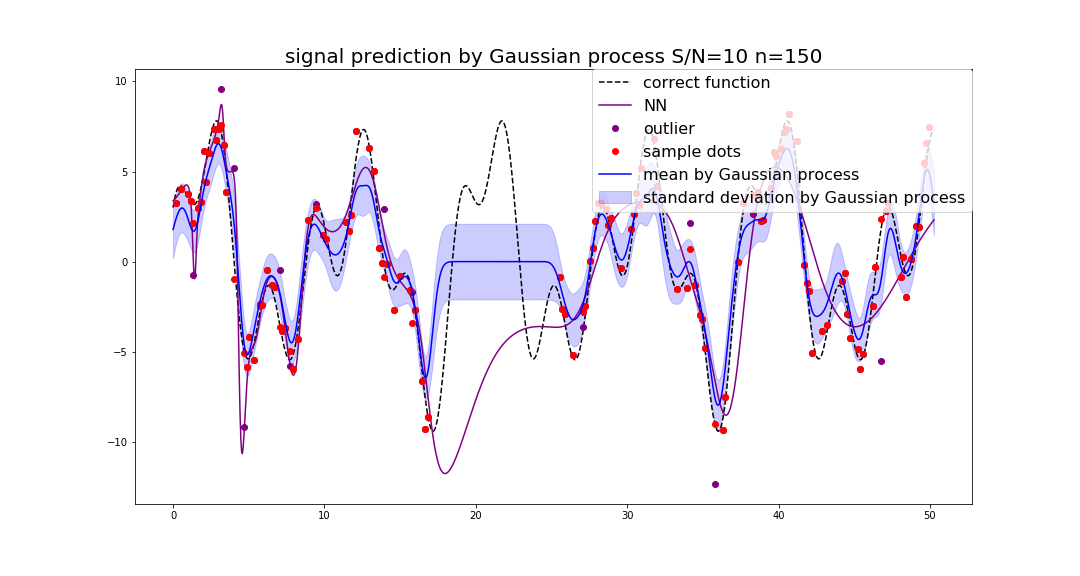 signal prediction by Gaussian process S/N=10 n=150
correct function
NN
outlier
sample dots
mean by Gaussian process
standard deviation by Gaussian process
10
5
0
−5
−10
0 10 20 30 40 50